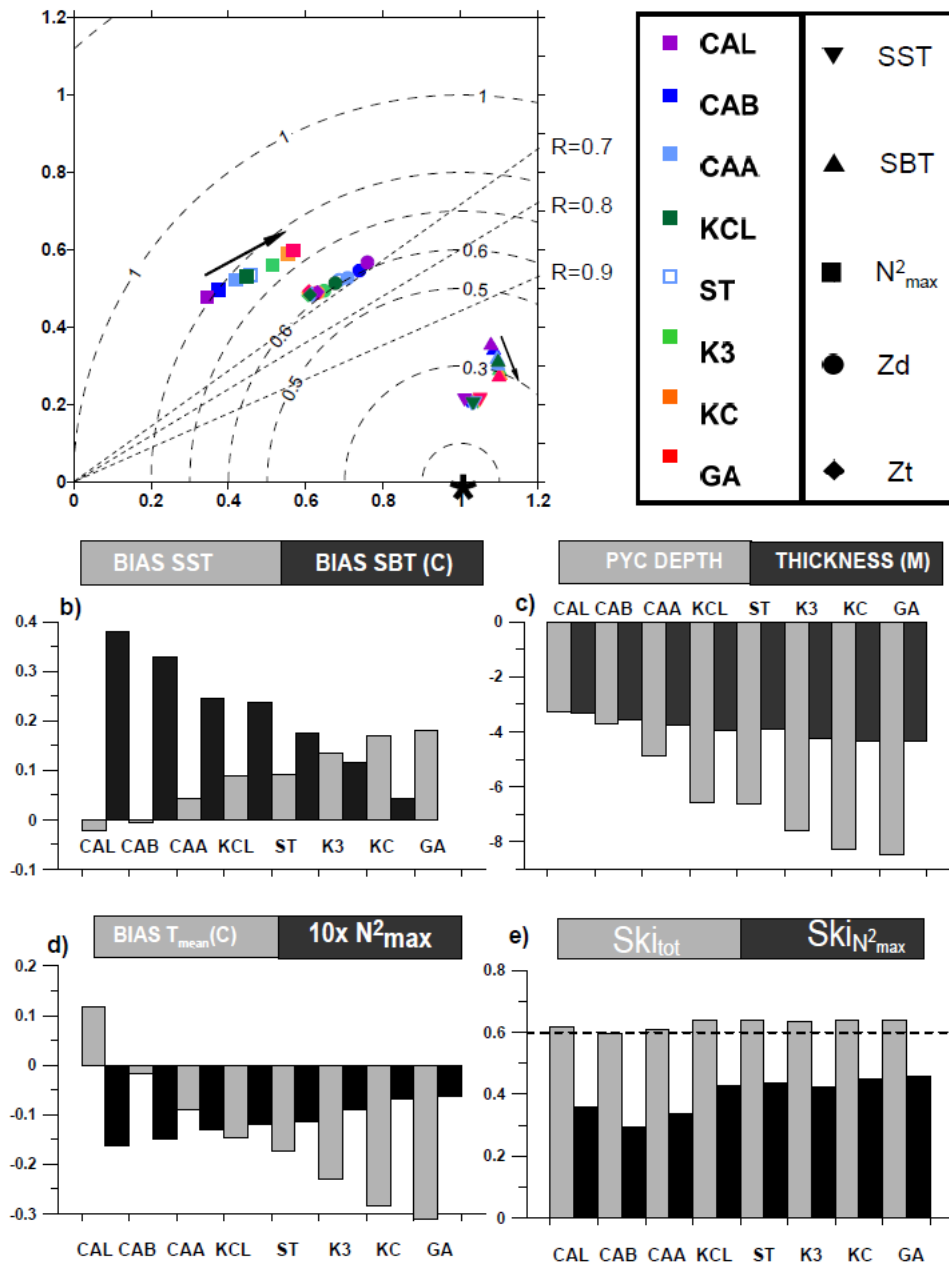 1.2
1
0.8
0.6
0.4
0.2
0
0 0.2 0.4 0.6 0.8 1 1.2
1
1
0.6
0.5
0.6
0.5
0.3
R=0.7
R=0.8
R=0.9
*
CAL
CAB
CAA
KCL
ST
K3
KC
GA
SST
SBT
N²max
Zd
Zt
BIAS SST BIAS SBT (C)
b)
0.4
0.3
0.2
0.1
0
-0.1
CAL CAB CAA KCL ST K3 KC GA
PYC DEPTH THICKNESS (M)
c)
CAL CAB CAA KCL ST K3 KC GA
0
-2
-4
-6
-8
BIAS Tmean(C) 10x N²max
d)
0.2
0.1
0
-0.1
-0.2
-0.3
CAL CAB CAA KCL ST K3 KC GA
Skitot SkiN²max
e)
0.8
0.6
0.4
0.2
0
CAL CAB CAA KCL ST K3 KC GA